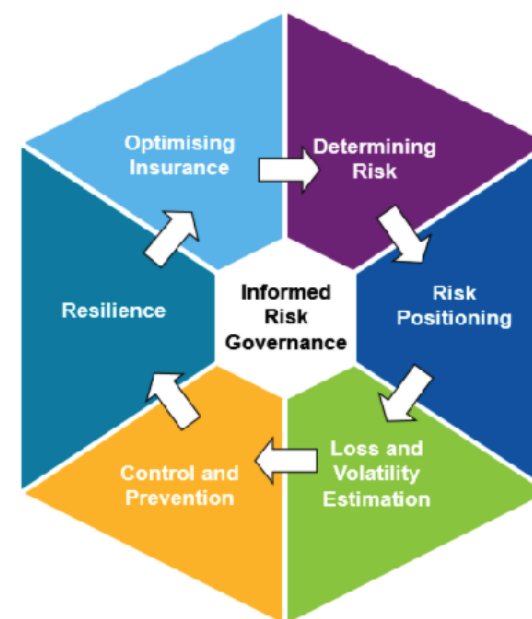 Optimising
Insurance
Determining
Risk
Risk
Positioning
Loss and
Volatility
Estimation
Control and
Prevention
Resilience
Informed
Risk
Governance